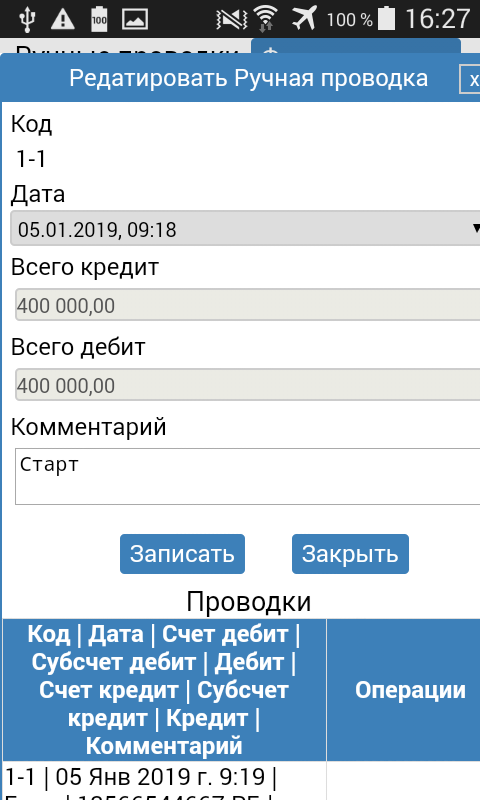 100 % 16:27
Ручные проводки
Редатировать Ручная проводка
x
Код
1-1
Дата
05.01.2019, 09:18
Всего кредит
400 000,00
Всего дебит
400 000,00
Комментарий
Старт
Записать Закрыть
Проводки
Код | Дата | Счет дебит |
Субсчет дебит | Дебит |
Счет кредит | Субсчет
кредит | Кредит |
Комментарий
Операции
1-1 | 05 Янв 2019 г. 9:19 |